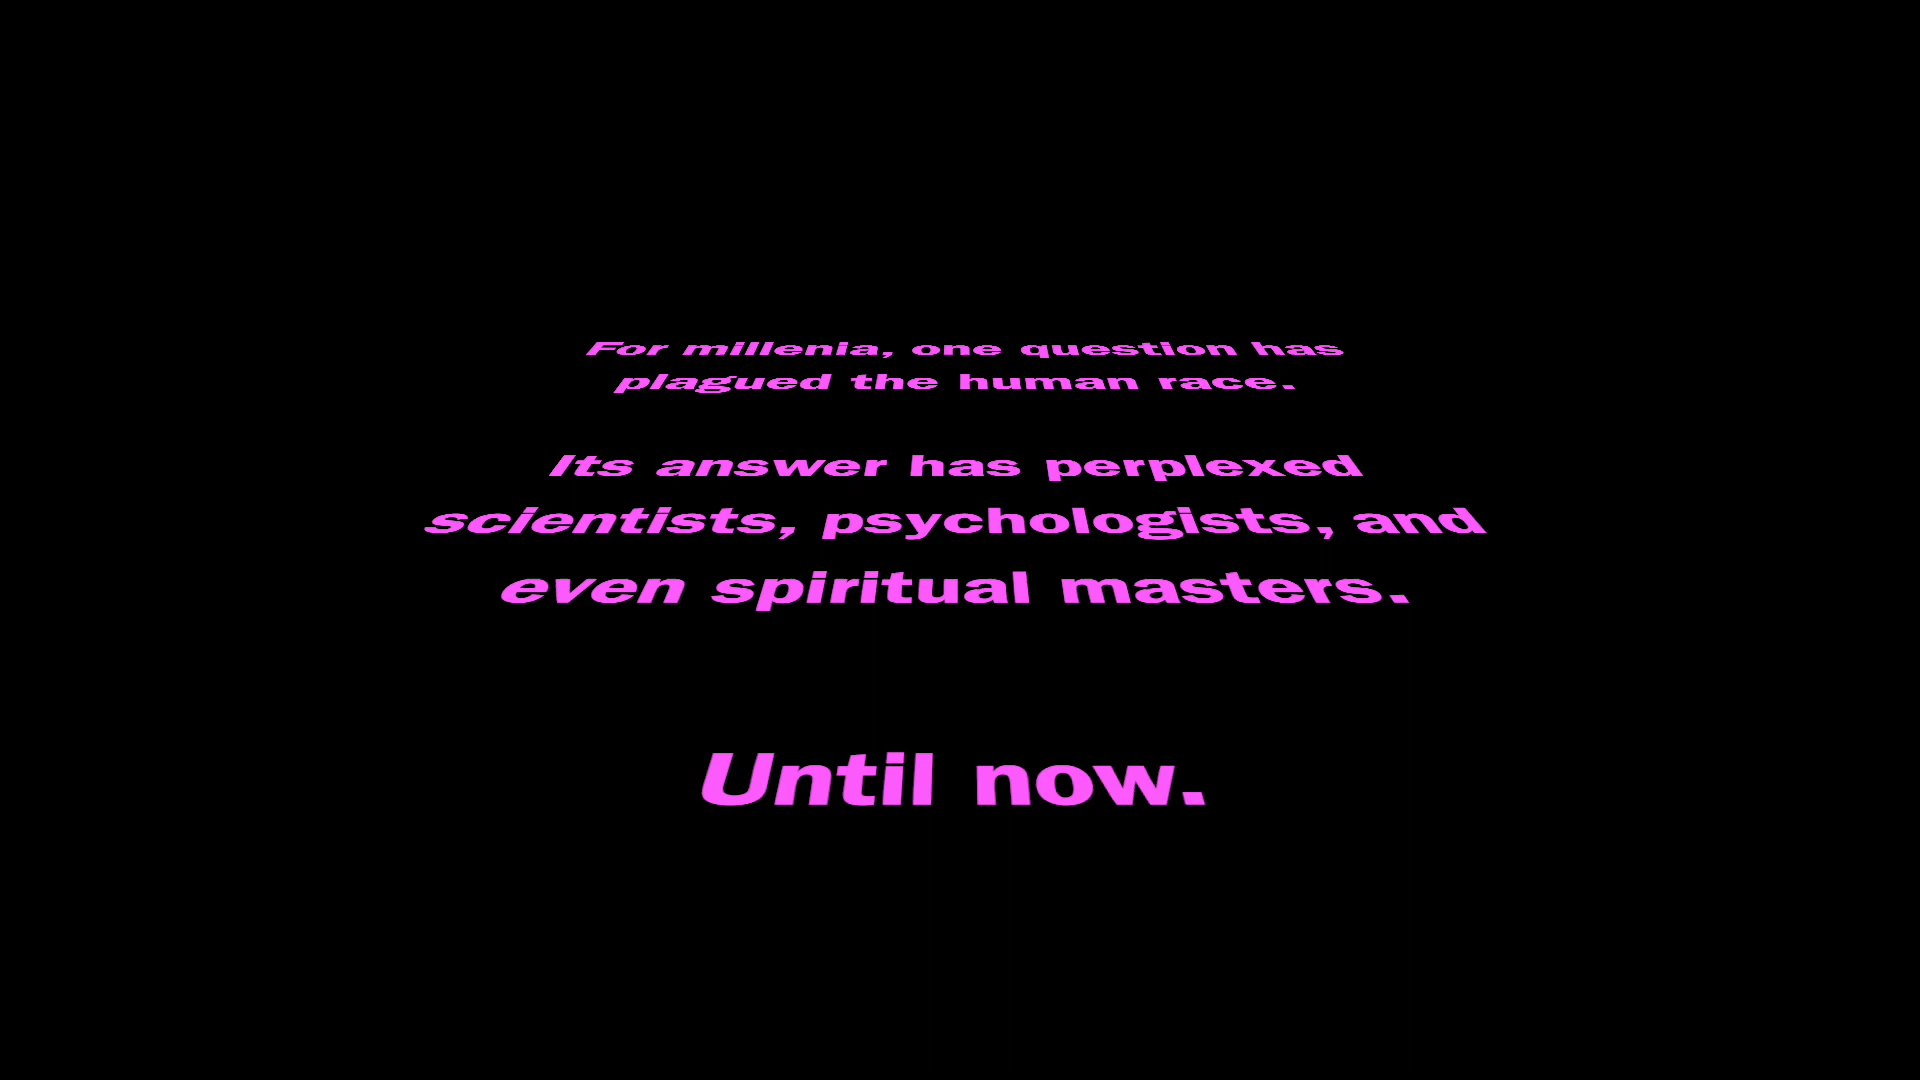 For millenia, one question has
plagued the human race.
Its answer has perplexed
scientists, psychologists, and
even spiritual masters.
Until now.